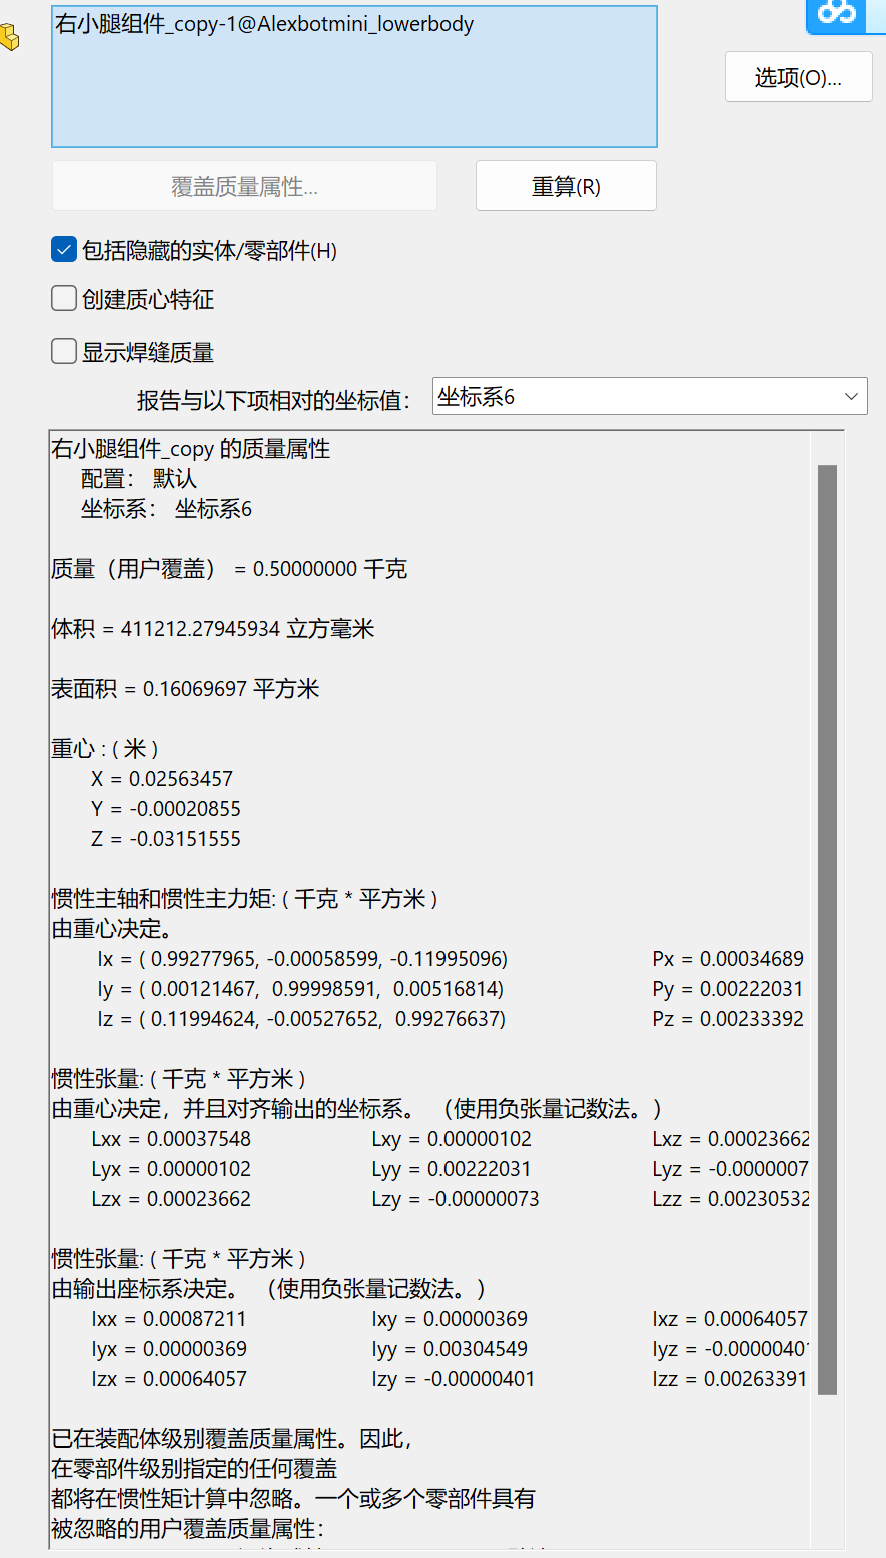 右小腿组件_copy-1@Alexbotmini_lowerbody
选项(O)...
覆盖质量属性...
重算(R)
包括隐藏的实体/零部件(H)
创建质心特征
显示焊缝质量
报告与以下项相对的坐标值： 坐标系6
右小腿组件_copy 的质量属性
配置： 默认
坐标系： 坐标系6
质量（用户覆盖） = 0.50000000 千克
体积 = 411212.27945934 立方毫米
表面积 = 0.16069697 平方米
重心 : ( 米 )
X = 0.02563457
Y = -0.00020855
Z = -0.03151555
惯性主轴和惯性主力矩: ( 千克 * 平方米 )
由重心决定。
Ix = ( 0.99277965, -0.00058599, -0.11995096) Px = 0.00034689
Iy = ( 0.00121467, 0.99998591, 0.00516814) Py = 0.00222031
Iz = ( 0.11994624, -0.00527652, 0.99276637) Pz = 0.00233392
惯性张量: ( 千克 * 平方米 )
由重心决定，并且对齐输出的坐标系。 （使用负张量记数法。）
Lxx = 0.00037548 Lxy = 0.00000102 Lxz = 0.00023662
Lyx = 0.00000102 Lyy = 0.00222031 Lyz = -0.0000007
Lzx = 0.00023662 Lzy = -0.00000073 Lzz = 0.00230532
惯性张量: ( 千克 * 平方米 )
由输出座标系决定。 （使用负张量记数法。）
Ixx = 0.00087211 Ixy = 0.00000369 Ixz = 0.00064057
Iyx = 0.00000369 Iyy = 0.00304549 Iyz = -0.00000401
Izx = 0.00064057 Izy = -0.00000401 Izz = 0.00263391
已在装配体级别覆盖质量属性。因此，
在零部件级别指定的任何覆盖
都将在惯性矩计算中忽略。一个或多个零部件具有
被忽略的用户覆盖质量属性：